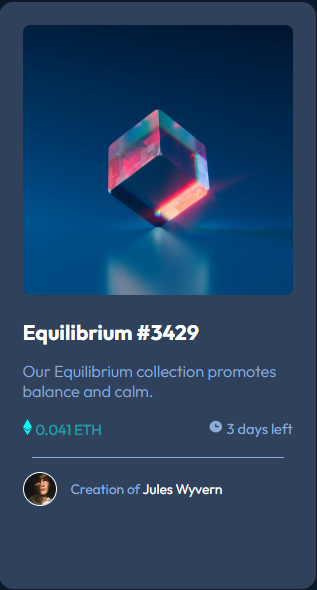 Equilibrium #3429
Our Equilibrium collection promotes
balance and calm.
0.041 ETH
3 days left
Creation of Jules Wyvern